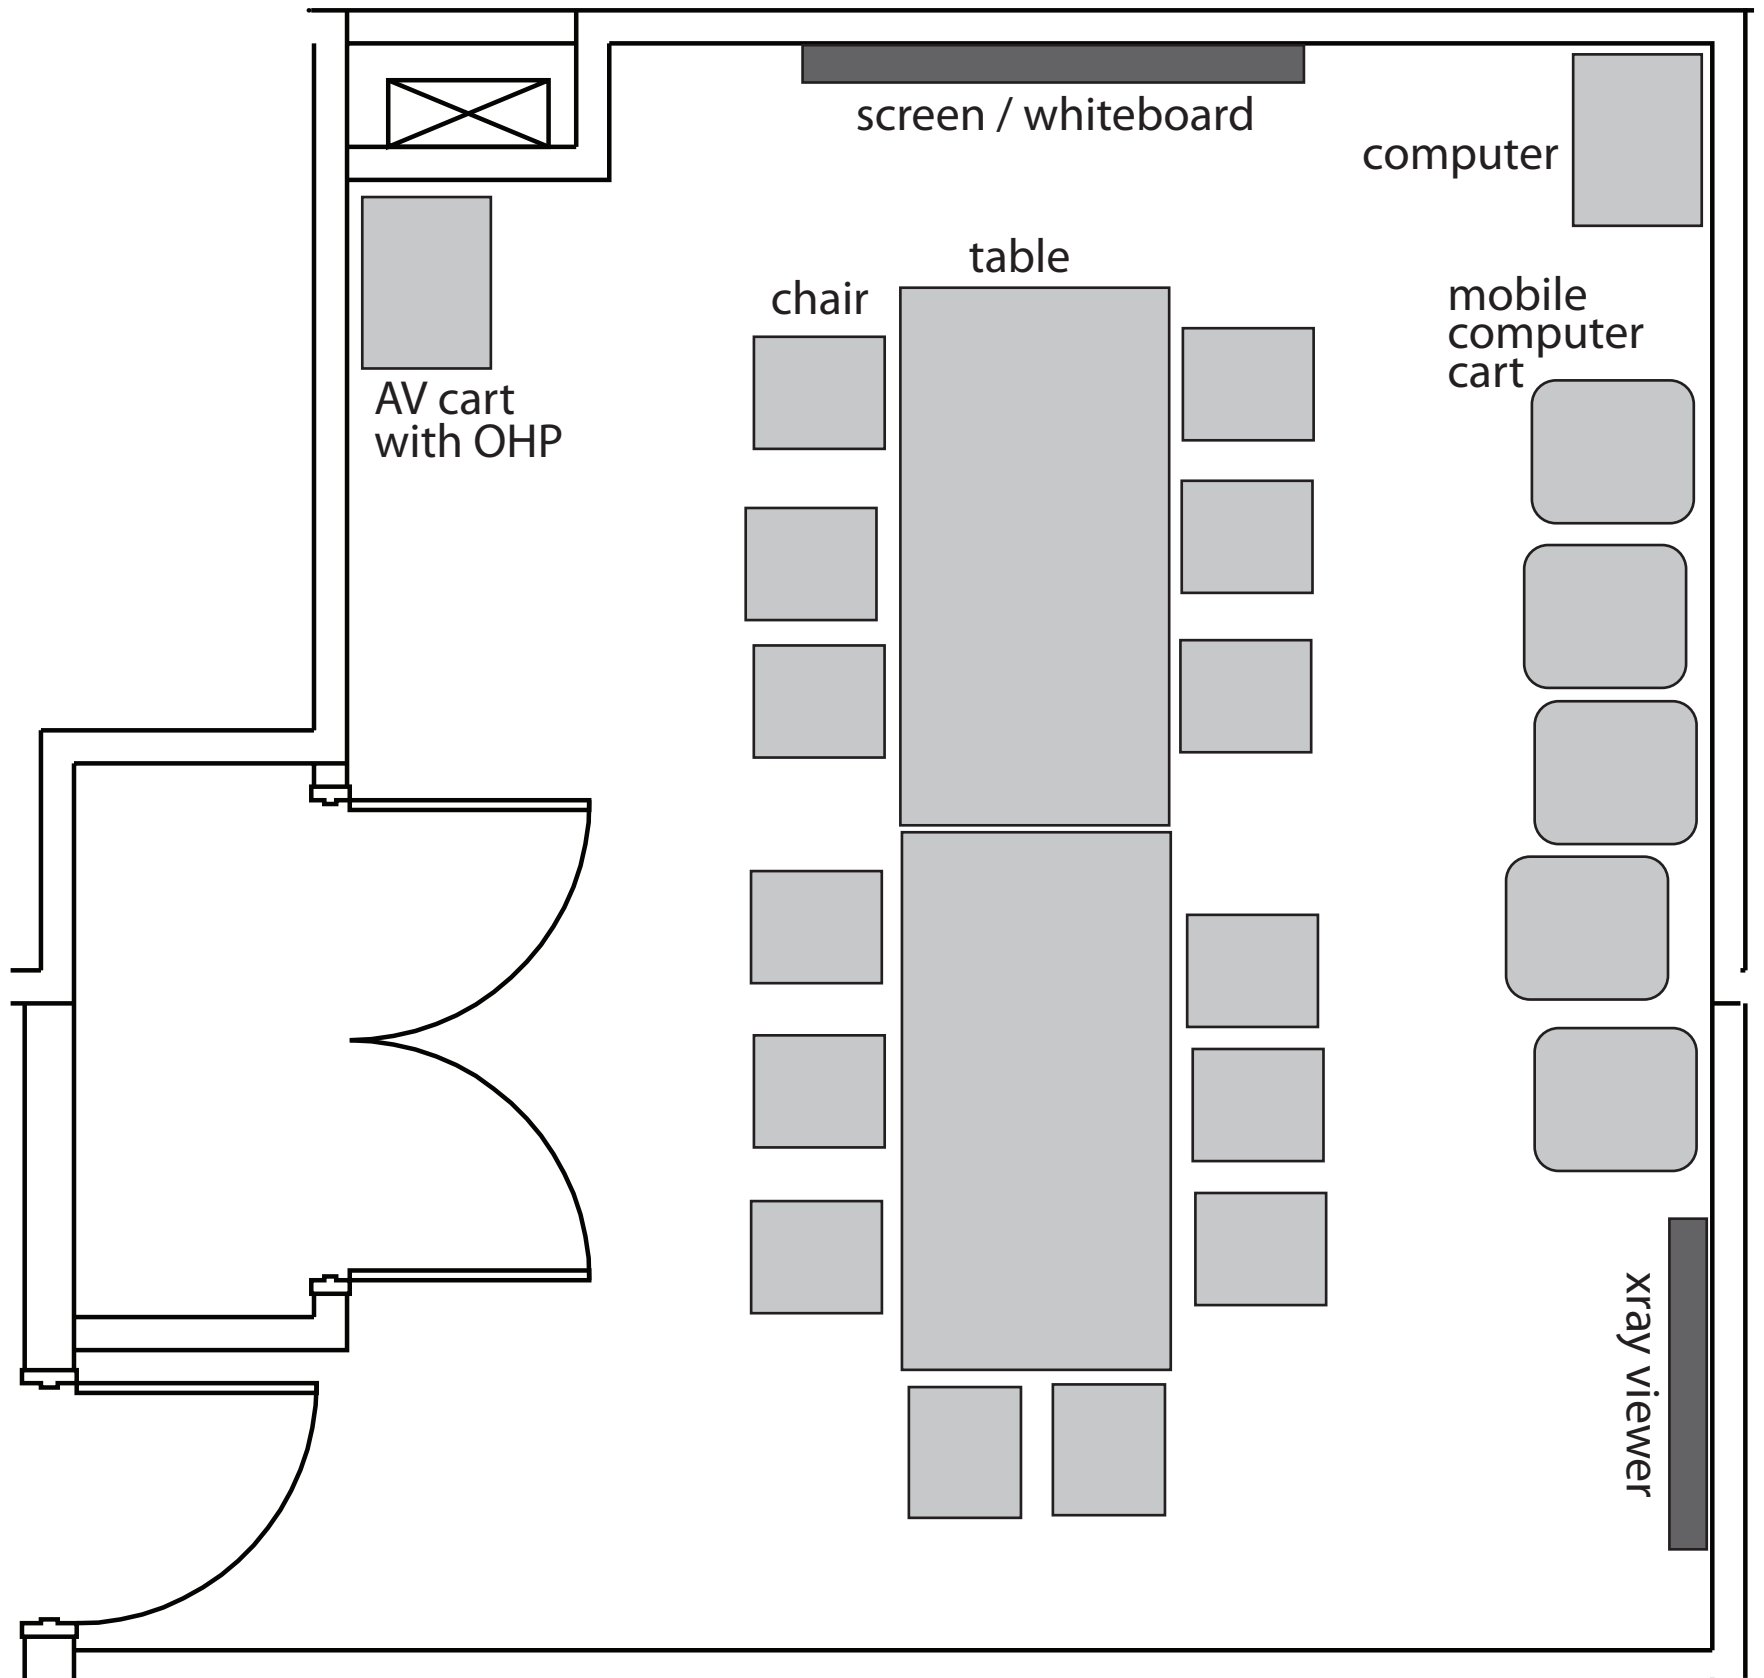 screen / whiteboard
computer
table
chair
mobile
computer
cart
AV cart
with OHP
xray viewer